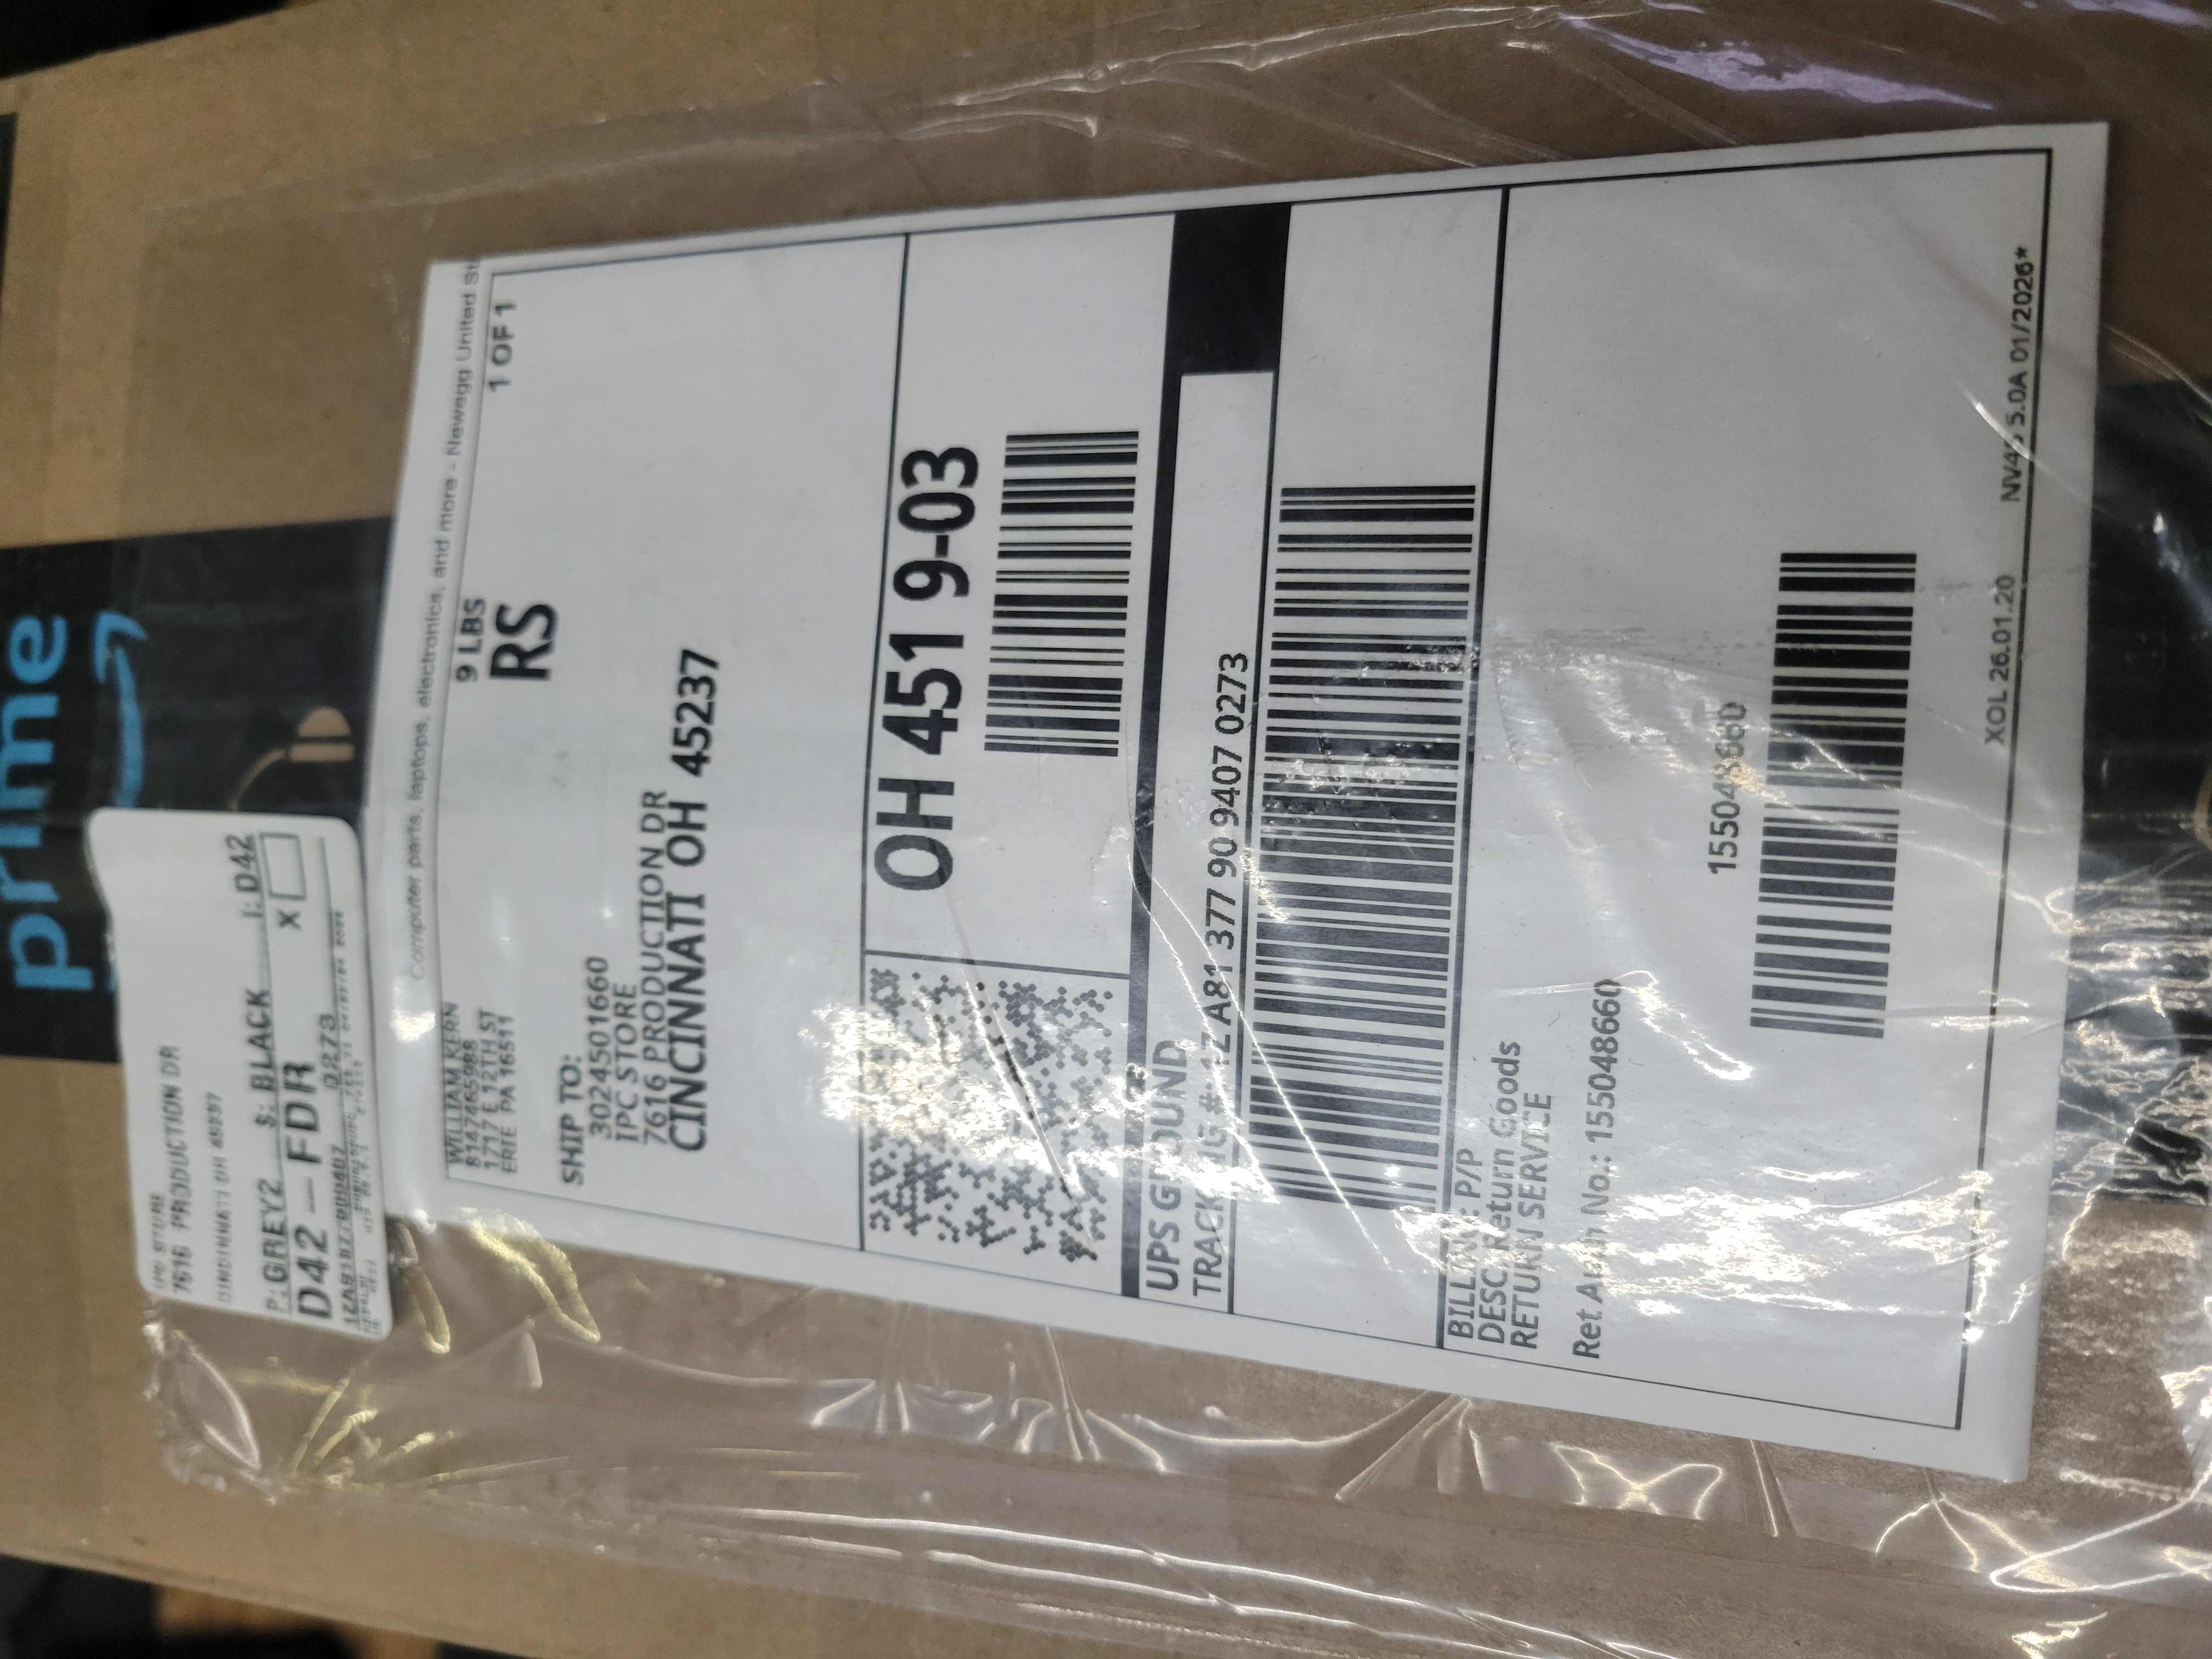 prime
7616 PRODUCTION DR
CINCINNATI OH 45237
P: GREY2 S: BLACK I: D42
D42 — FDR X
0273
Computer parts, laptops, electronics, and more - Newegg United St
WILLIAM KERN
8147465988
1717 E 12TH ST
ERIE PA 16511
9 LBS
1 OF 1
RS
SHIP TO:
3024501660
IPC STORE
7616 PRODUCTION DR
CINCINNATI OH 45237
OH 451 9-03
UPS GROUND
TRACKING #: 1Z A81 377 90 9407 0273
BILLING: P/P
DESC: Return Goods
RETURN SERVICE
Ret Auth No.: 155048660
155048660
XOL 26.01.20 NV45 5.0A 01/2026*